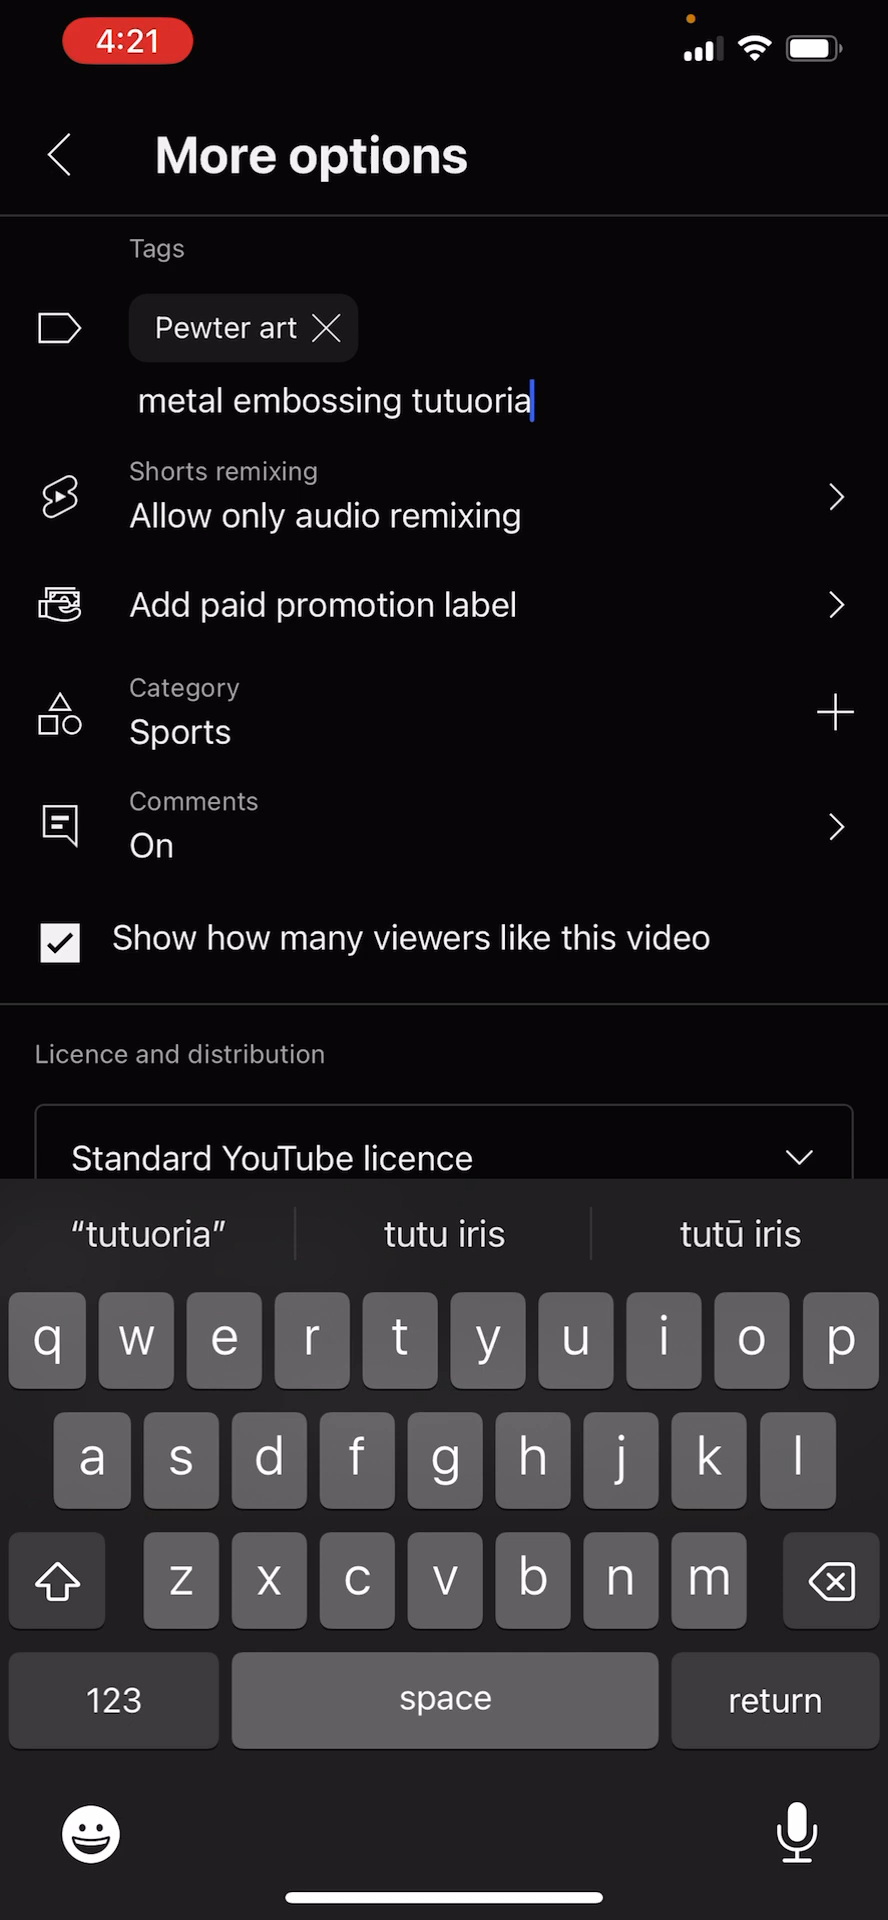 4:21
More options
Tags
Pewter art
metal embossing tutuoria
Shorts remixing
Allow only audio remixing
Add paid promotion label
Category
Sports
Comments
On
Show how many viewers like this video
Licence and distribution
Standard YouTube licence
“tutuoria” tutu iris tutū iris
q w e r t y u i o p
a s d f g h j k l
z x c v b n m
123 space return